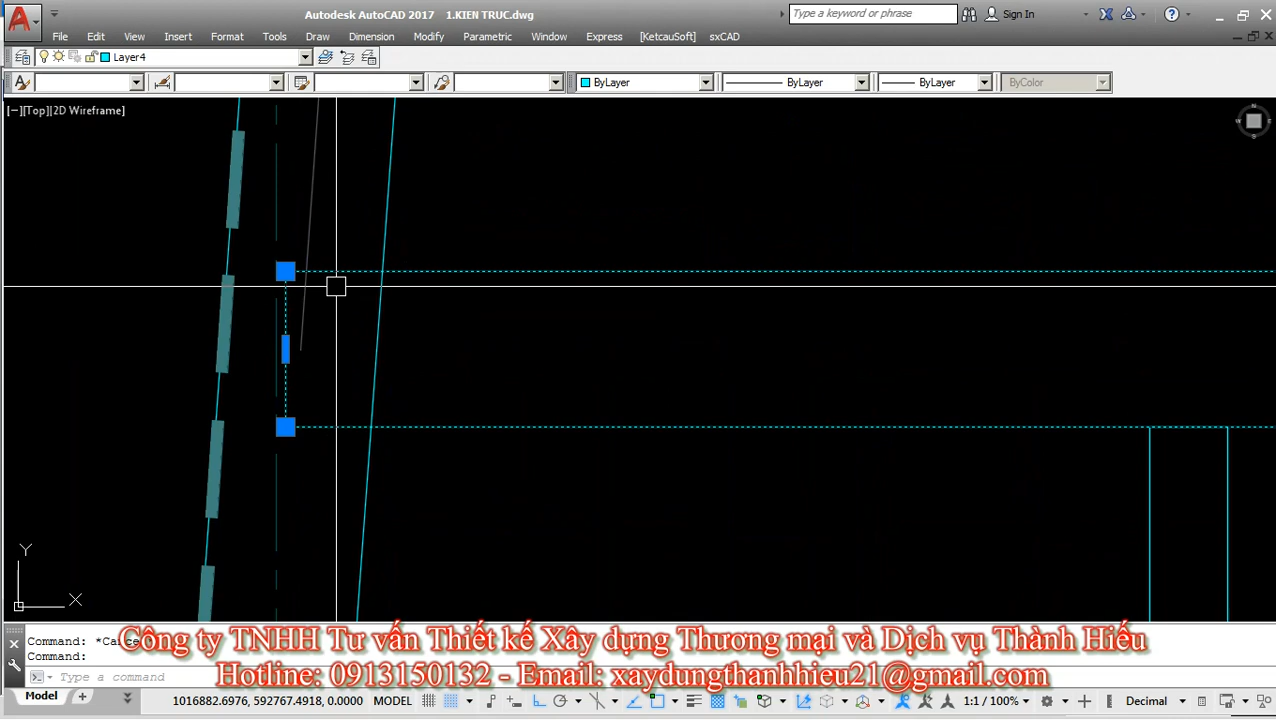 Autodesk AutoCAD 2017 1.KIEN TRUC.dwg
Type a keyword or phrase
Sign In
File Edit View Insert Format Tools Draw Dimension Modify Parametric Window Express [KetcauSoft] sxCAD
Layer4
ByLayer ByLayer ByLayer ByColor
[−][Top][2D Wireframe]
N
W E
S
Y
X
Command: *Cancel*
Command:
Type a command
Công ty TNHH Tư vấn Thiết kế Xây dựng Thương mại và Dịch vụ Thành Hiếu
Hotline: 0913150132 - Email: xaydungthanhhieu21@gmail.com
Model +
1016882.6976, 592767.4918, 0.0000 MODEL 1:1 / 100% Decimal